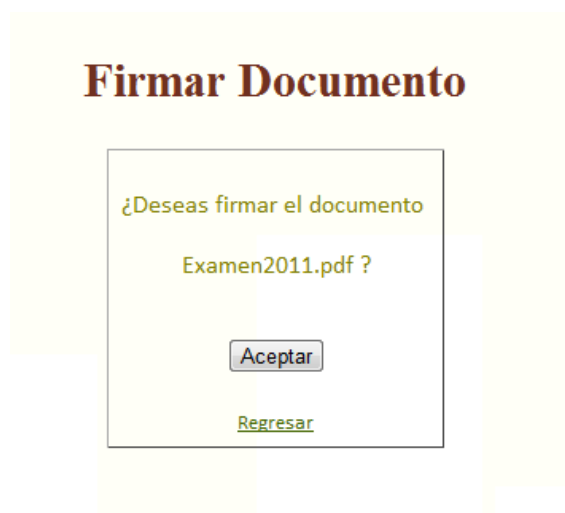 Firmar Documento
¿Deseas firmar el documento
Examen2011.pdf ?
Aceptar
Regresar